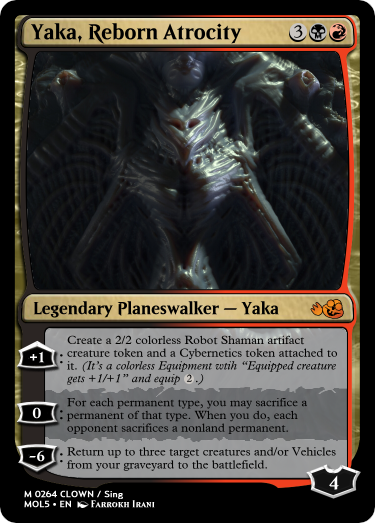 Yaka, Reborn Atrocity 3
Legendary Planeswalker — Yaka
+1: Create a 2/2 colorless Robot Shaman artifact
creature token and a Cybernetics token attached to
it. (It's a colorless Equipment wtih "Equipped creature
gets +1/+1" and equip 2.)
0: For each permanent type, you may sacrifice a
permanent of that type. When you do, each
opponent sacrifices a nonland permanent.
-6: Return up to three target creatures and/or Vehicles
from your graveyard to the battlefield.
4
M 0264 CLOWN / Sing
MOL5 • EN Farrokh Irani